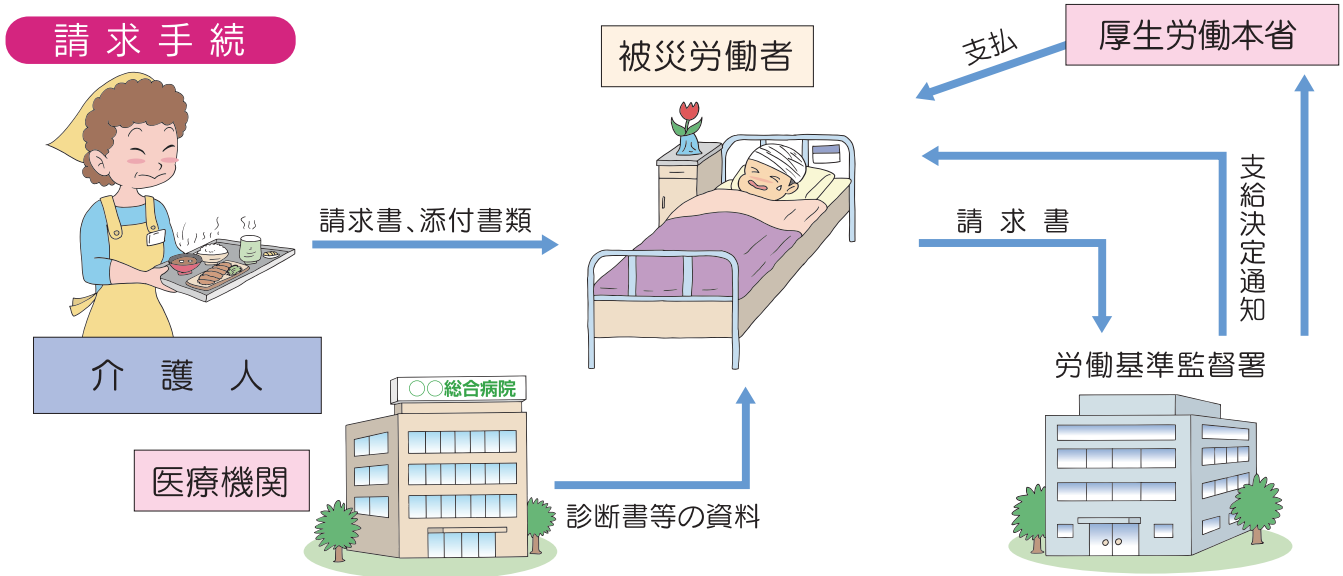 請求手続
被災労働者
厚生労働本省
支払
請求書、添付書類
請求書
支給決定通知
介護人
労働基準監督署
○○総合病院
医療機関
診断書等の資料